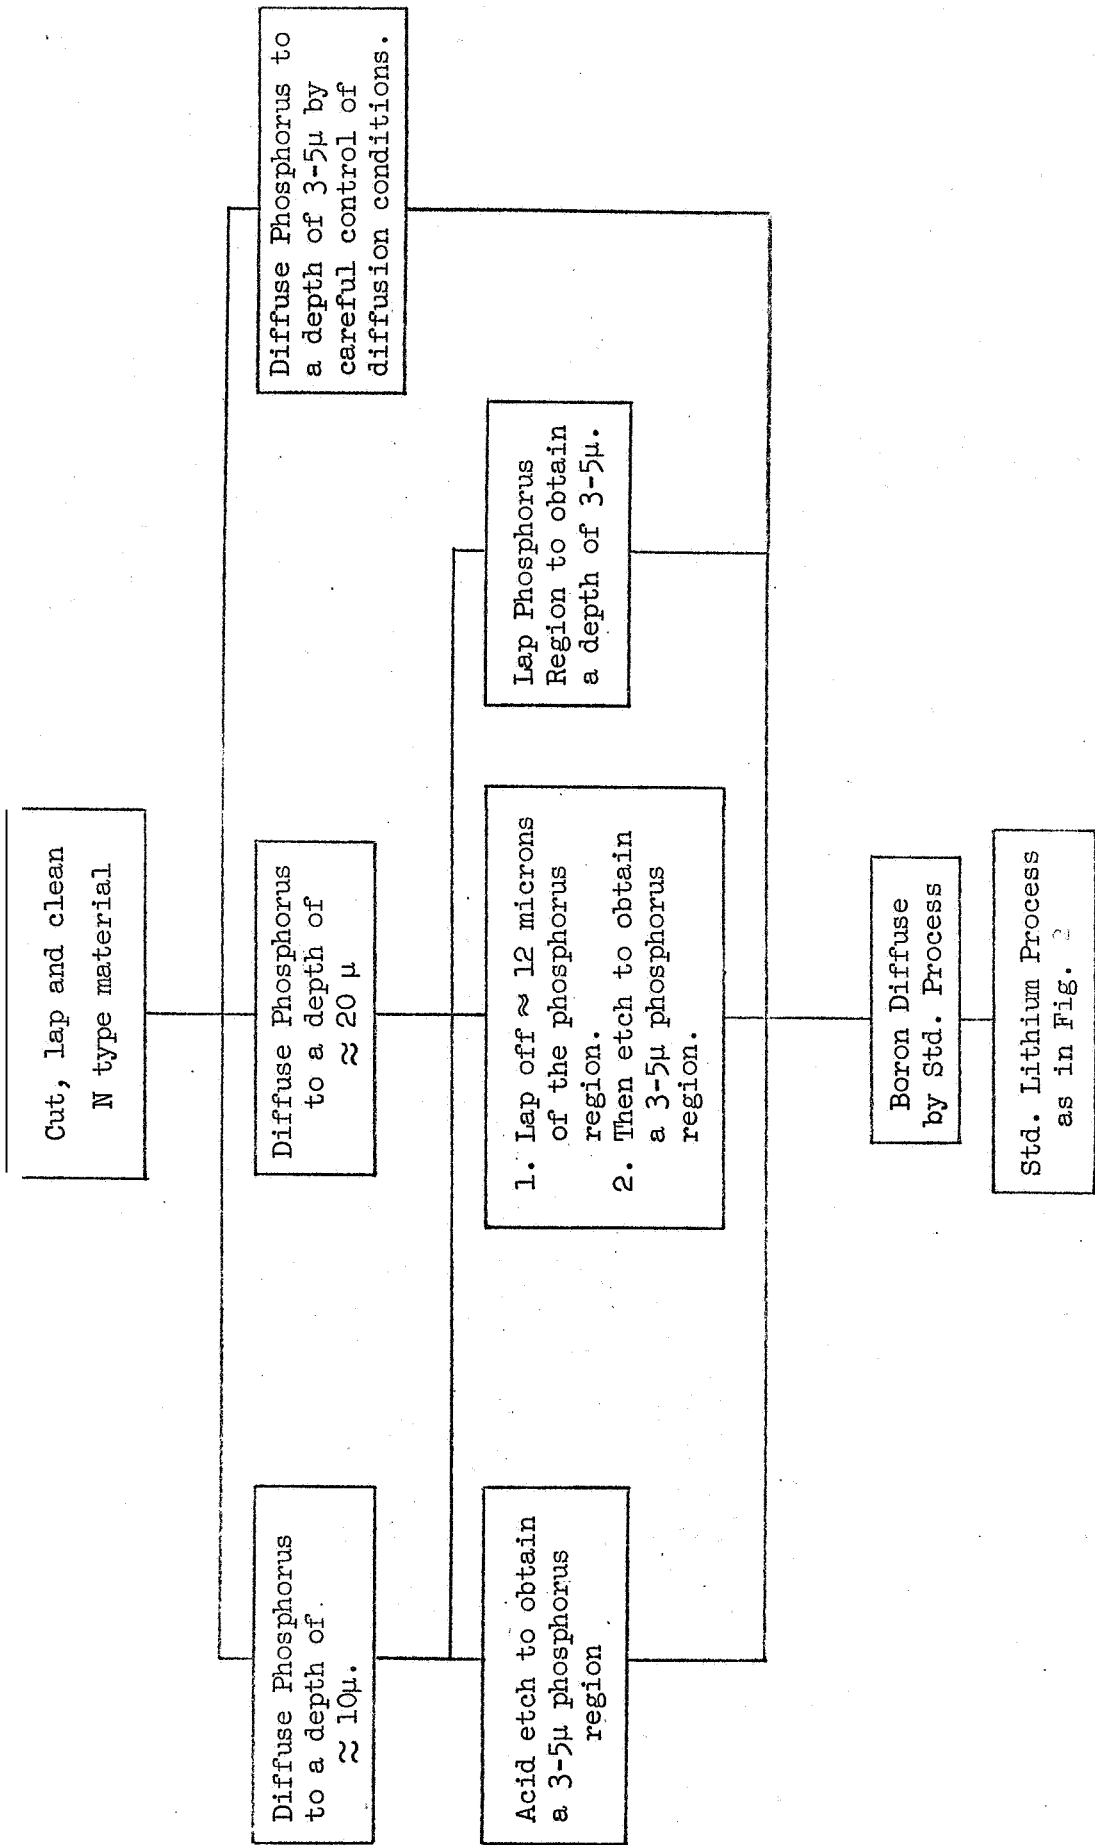 Cut, lap and clean
N type material
Diffuse Phosphorus
to a depth of
≈ 10µ.
Diffuse Phosphorus
to a depth of
≈ 20 µ
Diffuse Phosphorus to
a depth of 3-5µ by
careful control of
diffusion conditions.
Acid etch to obtain
a 3-5µ phosphorus
region
1. Lap off ≈ 12 microns
of the phosphorus
region.
2. Then etch to obtain
a 3-5µ phosphorus
region.
Lap Phosphorus
Region to obtain
a depth of 3-5µ.
Boron Diffuse
by Std. Process
Std. Lithium Process
as in Fig. 2